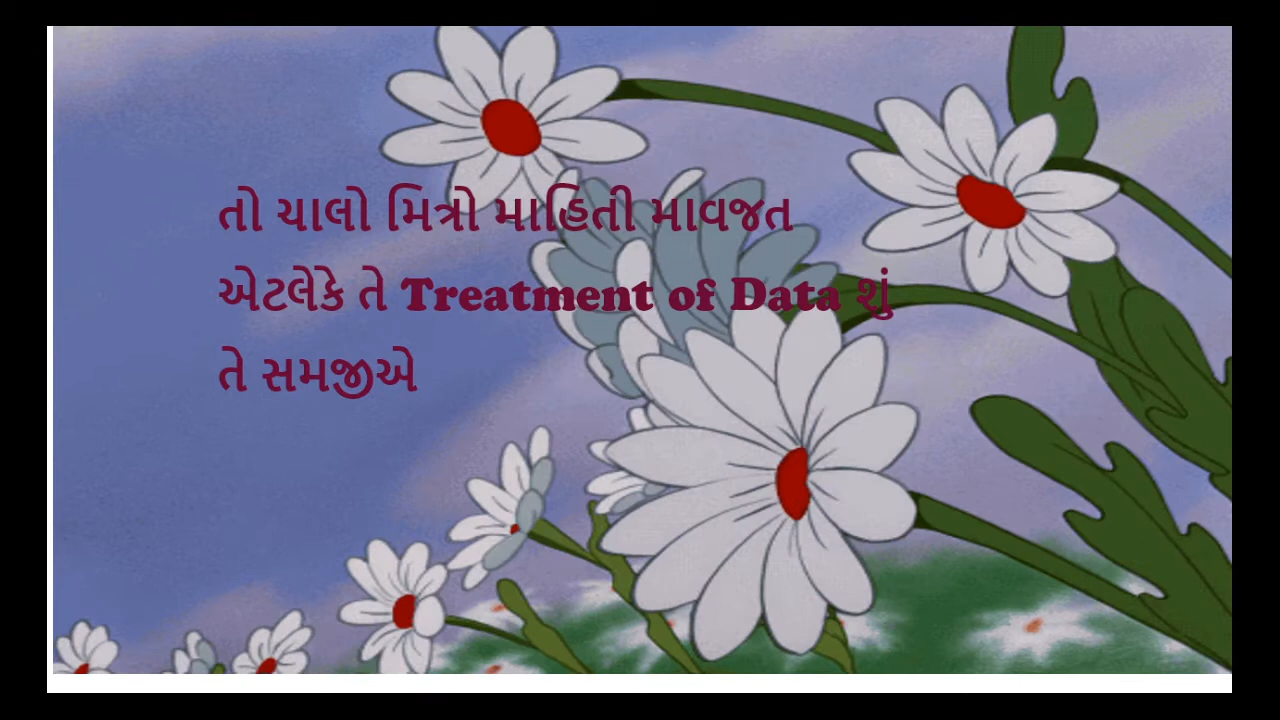 તો ચાલો મિત્રો માહિતી માવજત
એટલેકે તે Treatment of Data શું
તે સમજીએ